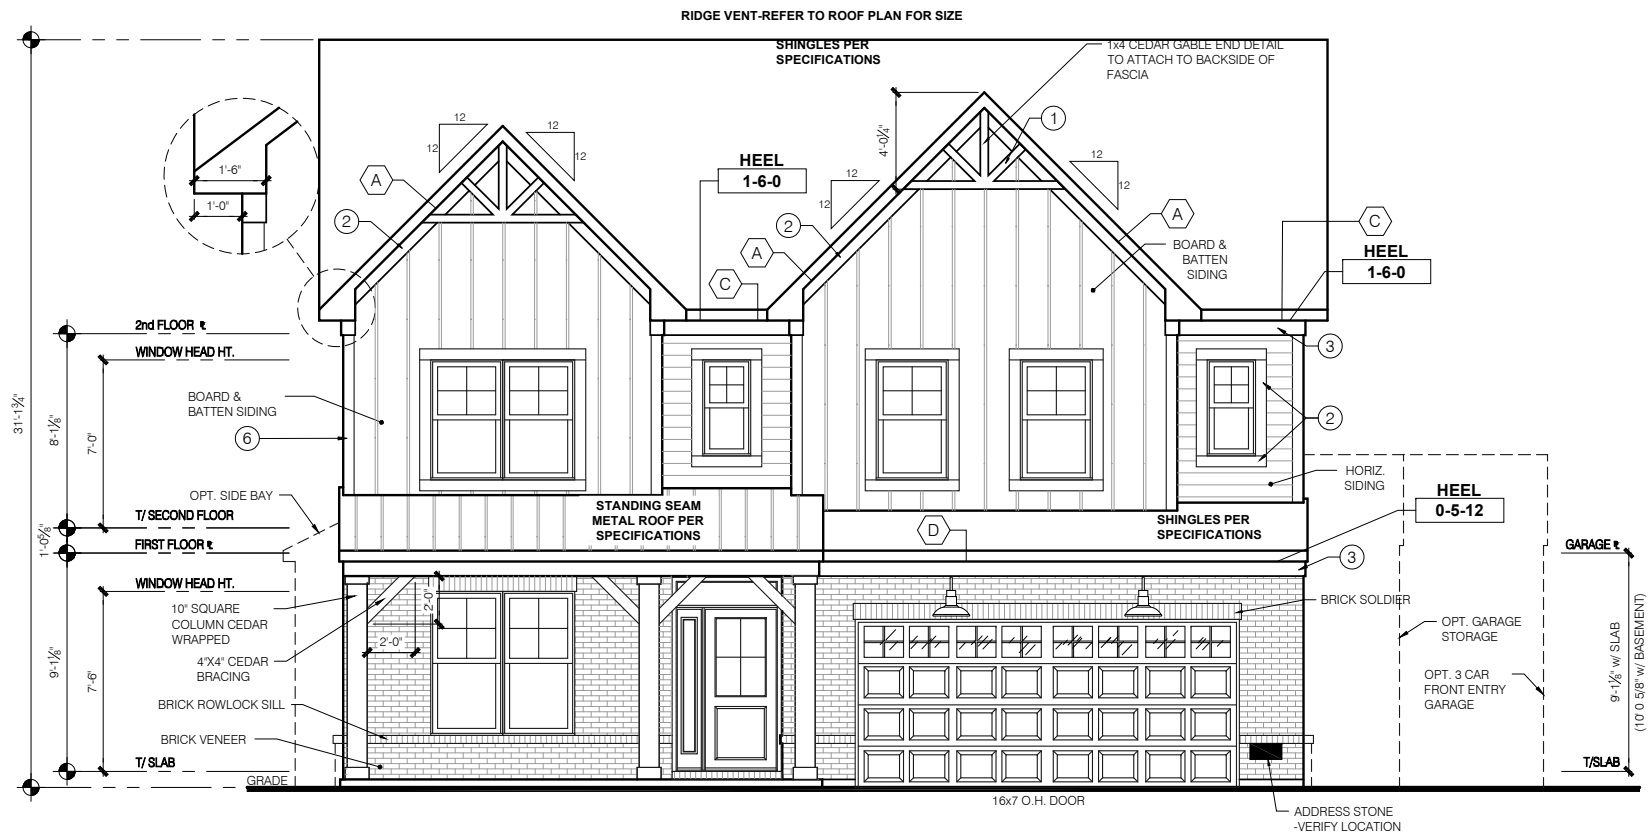 RIDGE VENT-REFER TO ROOF PLAN FOR SIZE
SHINGLES PER
SPECIFICATIONS
1x4 CEDAR GABLE END DETAIL
TO ATTACH TO BACKSIDE OF
FASCIA
1
12
12
12
12
4'-0¼"
12
12
12
12
1'-6"
1'-0"
A
2
HEEL
1-6-0
2
A
C
A
C
BOARD &
BATTEN
SIDING
HEEL
1-6-0
2nd FLOOR
WINDOW HEAD HT.
3
31'-1¾"
8'-1⅛"
7'-0"
BOARD &
BATTEN SIDING
6
2
HORIZ.
SIDING
OPT. SIDE BAY
T/ SECOND FLOOR
1'-0⅝"
FIRST FLOOR
STANDING SEAM
METAL ROOF PER
SPECIFICATIONS
D
SHINGLES PER
SPECIFICATIONS
HEEL
0-5-12
3
GARAGE
WINDOW HEAD HT.
10" SQUARE
COLUMN CEDAR
WRAPPED
2'-0"
2'-0"
4"X4" CEDAR
BRACING
9'-1⅛"
7'-6"
BRICK ROWLOCK SILL
BRICK VENEER
T/ SLAB
GRADE
BRICK SOLDIER
OPT. GARAGE
STORAGE
OPT. 3 CAR
FRONT ENTRY
GARAGE
9'-1⅛" w/ SLAB
(10' 0 5/8" w/ BASEMENT)
T/SLAB
16x7 O.H. DOOR
ADDRESS STONE
-VERIFY LOCATION